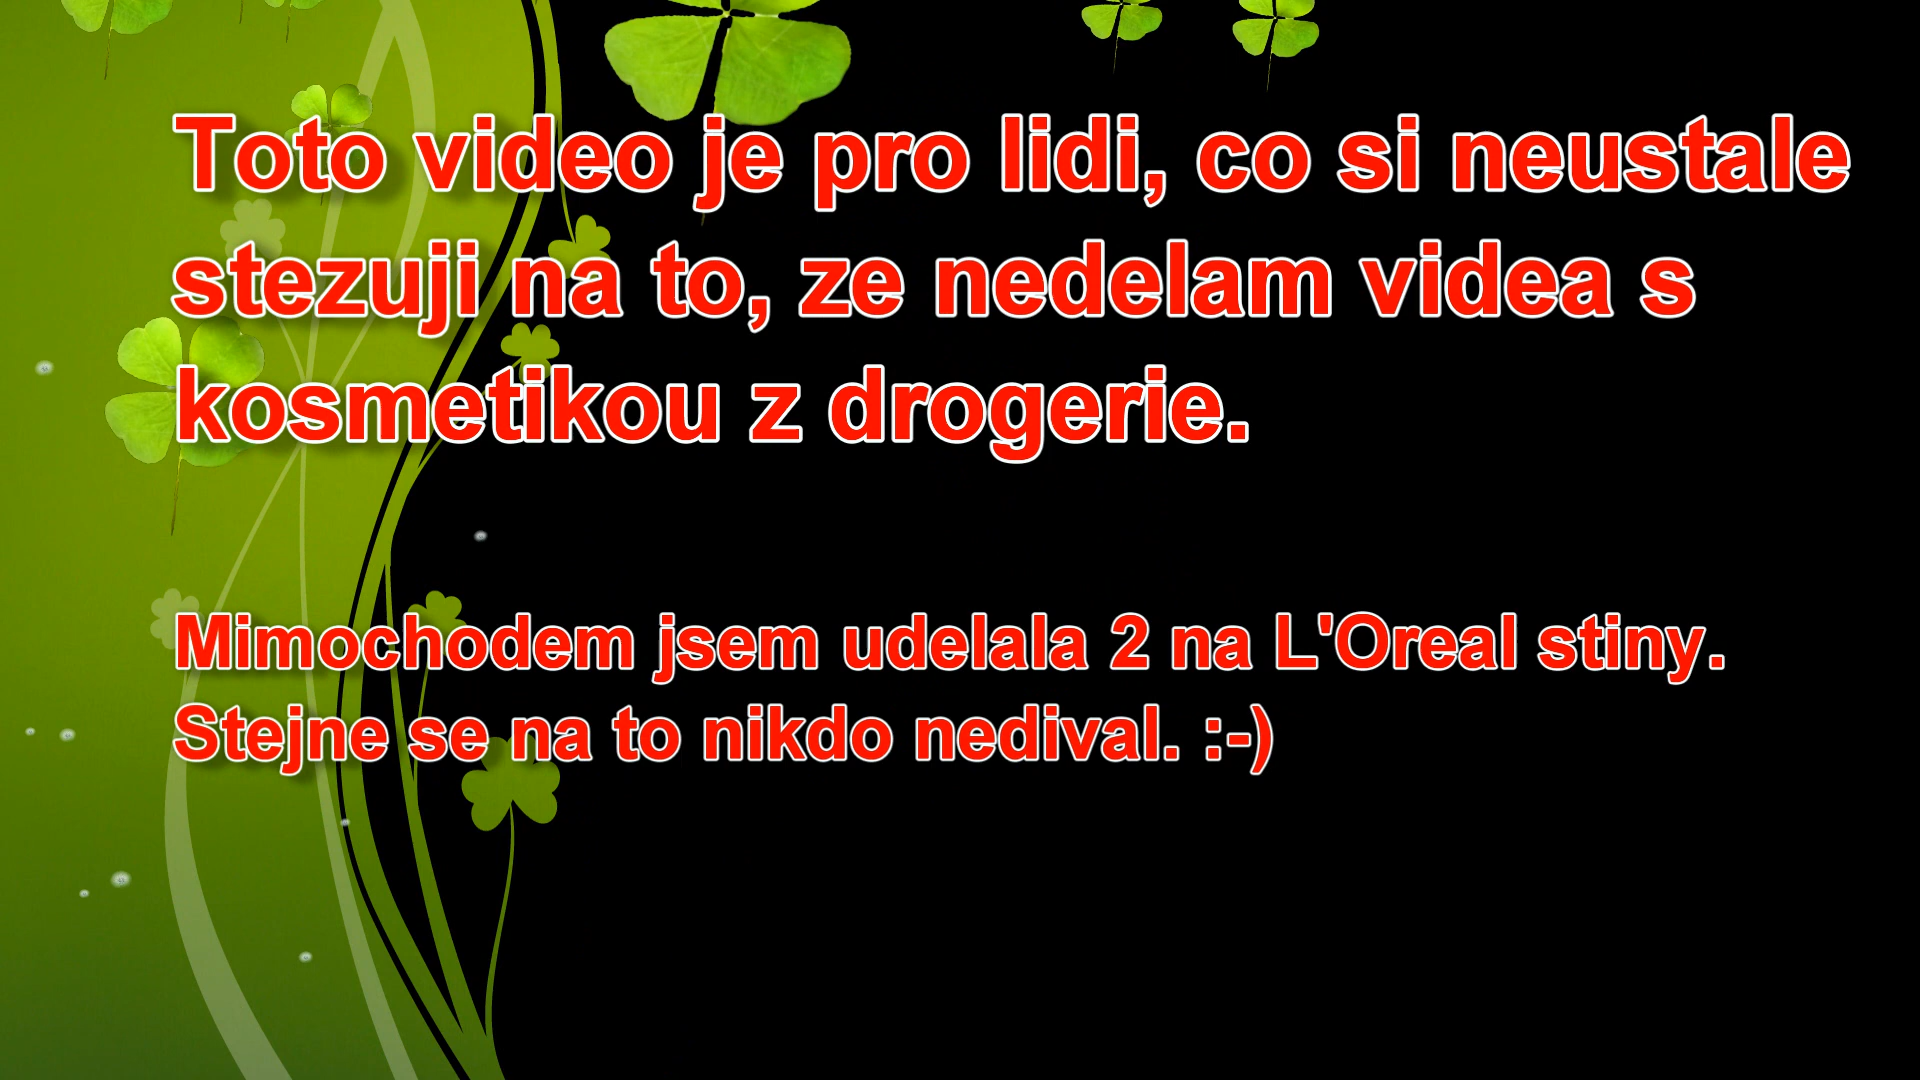 Toto video je pro lidi, co si neustale
stezuji na to, ze nedelam videa s
kosmetikou z drogerie.
Mimochodem jsem udelala 2 na L'Oreal stiny.
Stejne se na to nikdo nedival. :-)